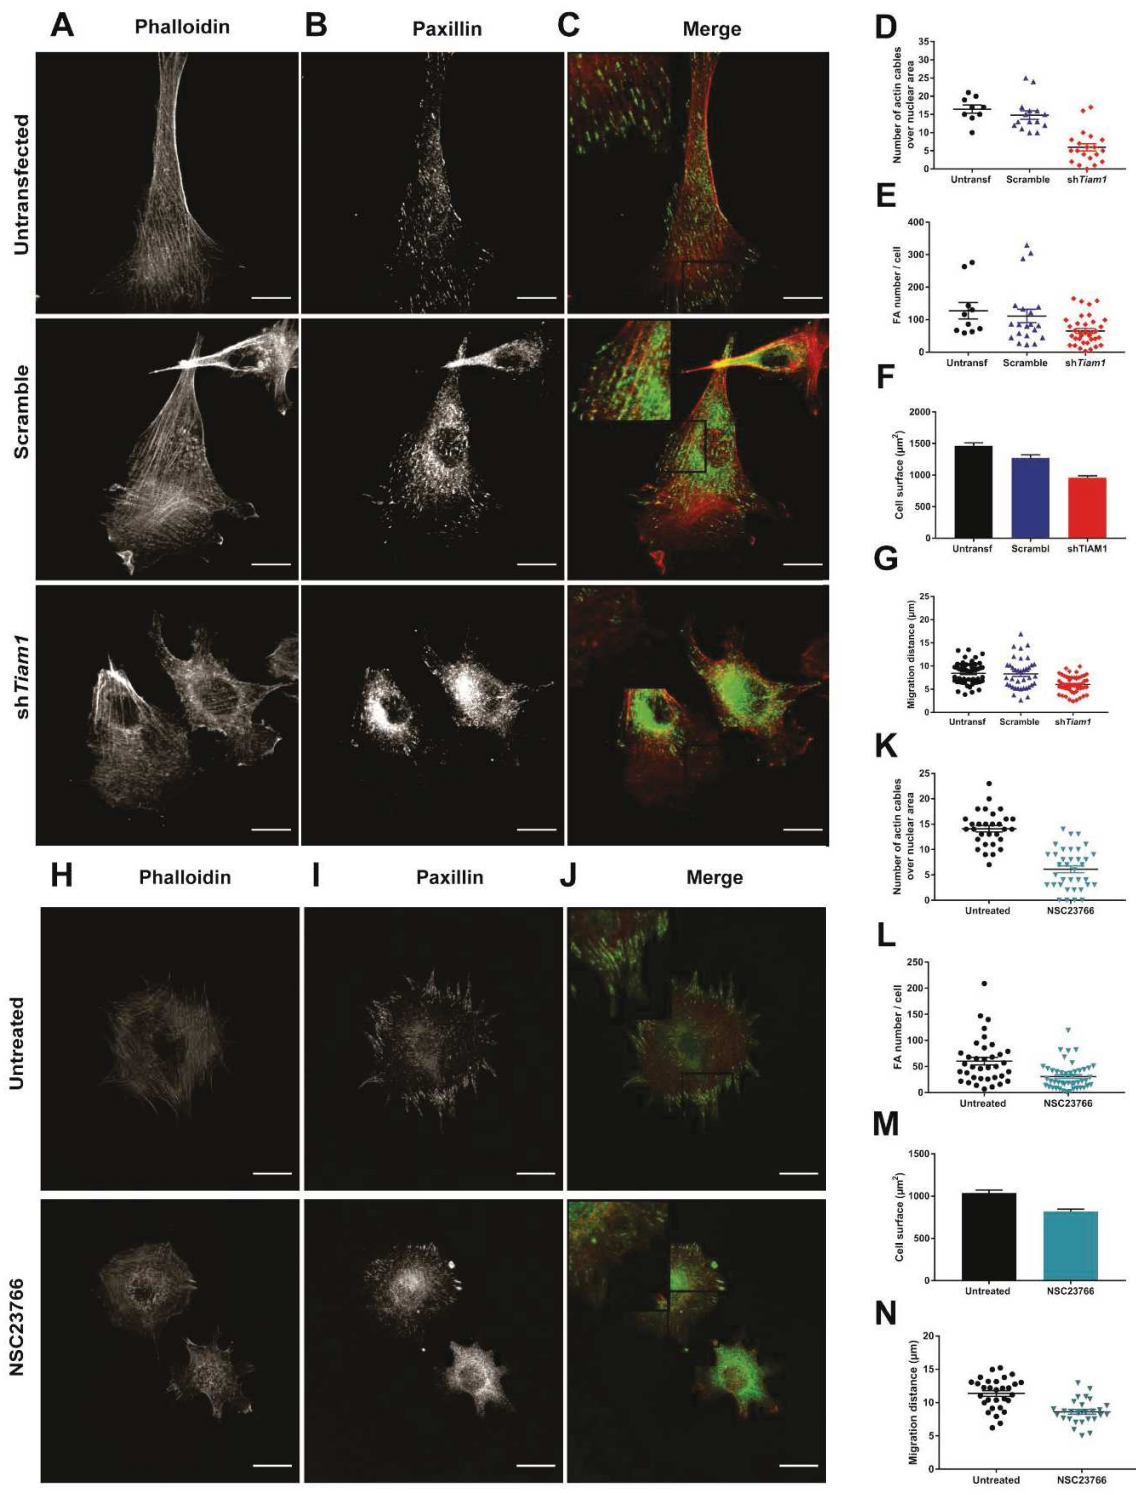 A Phalloidin B Paxillin C Merge
Untransfected
Scramble
shTiam1
D
Number of actin cables
over nuclear area
35
30
25
20
15
10
5
0
Untransf Scramble shTiam1
E
FA number / cell
400
300
200
100
0
Untransf Scramble shTiam1
F
Cell surface (µm²)
2000
1500
1000
500
0
Untransf Scrambl shTIAM1
G
Migration distance (µm)
25
20
15
10
5
0
Untransf Scramble shTiam1
H Phalloidin I Paxillin J Merge
Untreated
NSC23766
K
Number of actin cables
over nuclear area
25
20
15
10
5
0
Untreated NSC23766
L
FA number / cell
250
200
150
100
50
0
Untreated NSC23766
M
Cell surface (µm²)
1500
1000
500
0
Untreated NSC23766
N
Migration distance (µm)
20
15
10
5
0
Untreated NSC23766